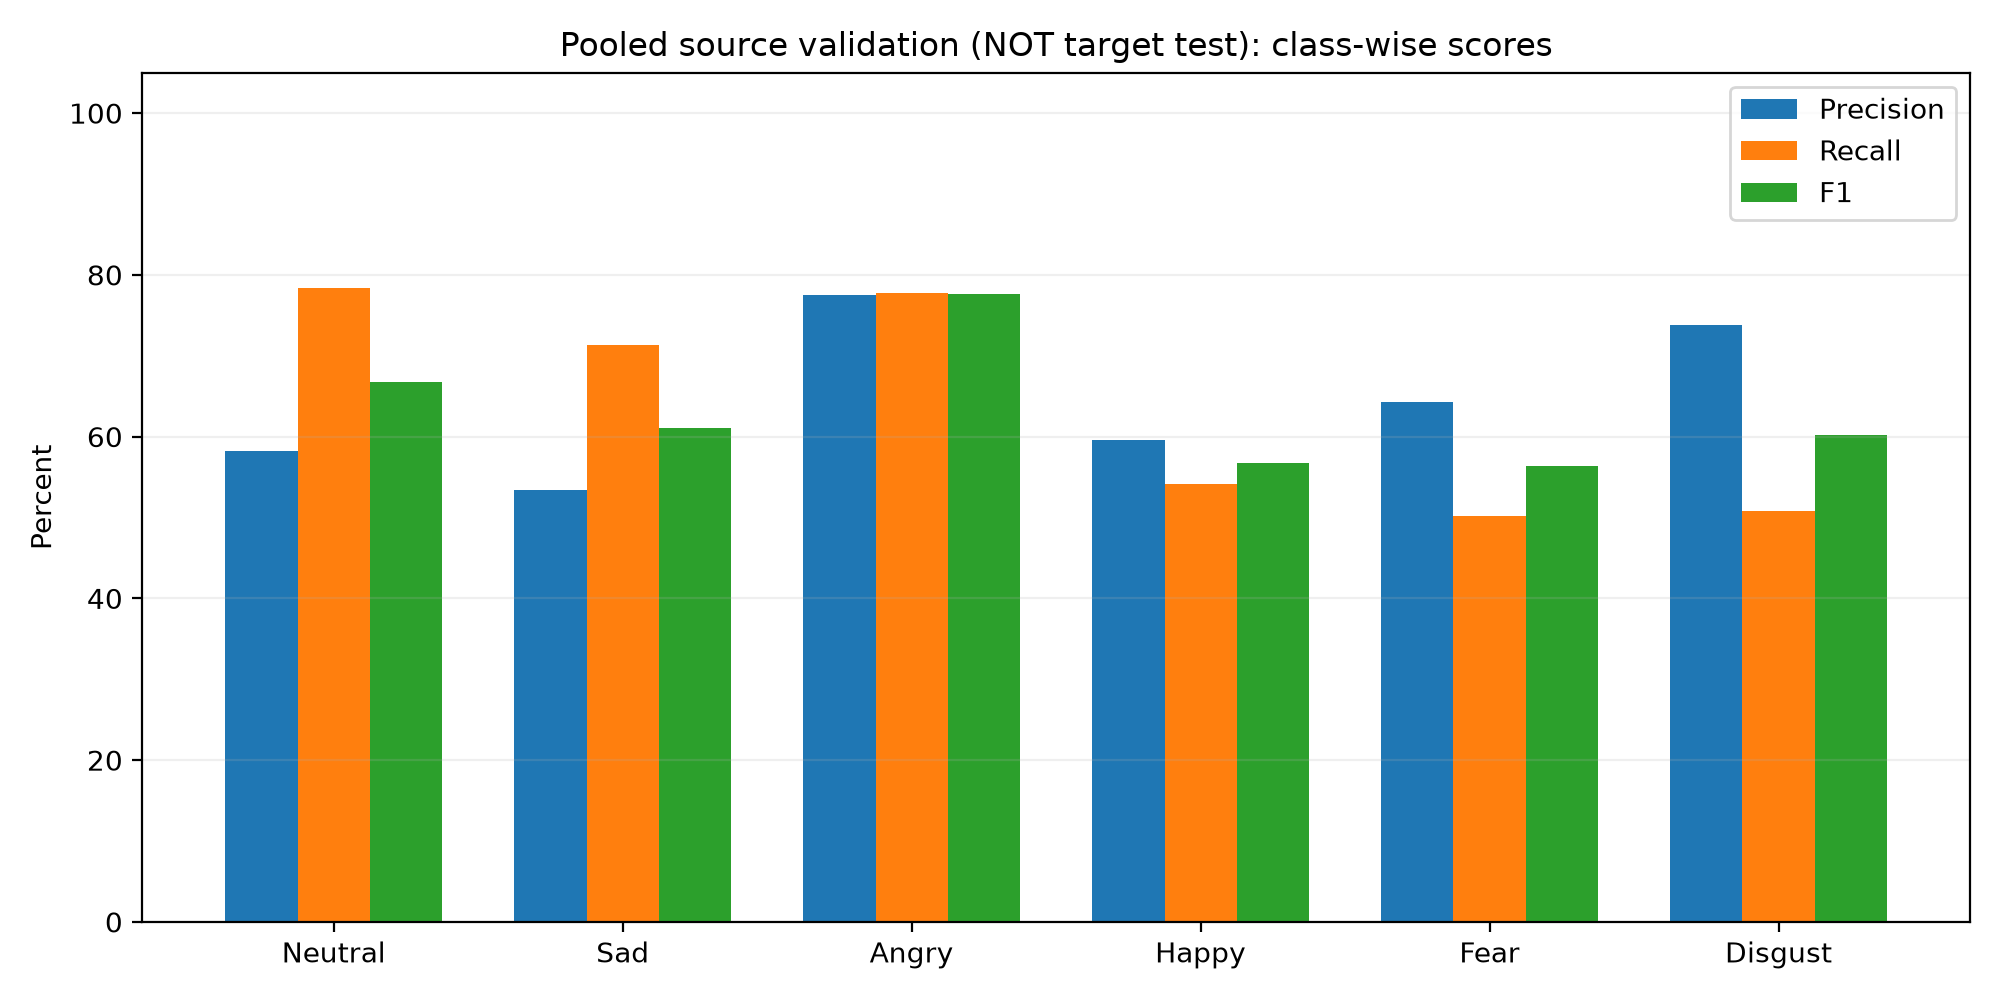 Pooled source validation (NOT target test): class-wise scores
Precision
Recall
F1
Percent
100
80
60
40
20
0
Neutral
Sad
Angry
Happy
Fear
Disgust